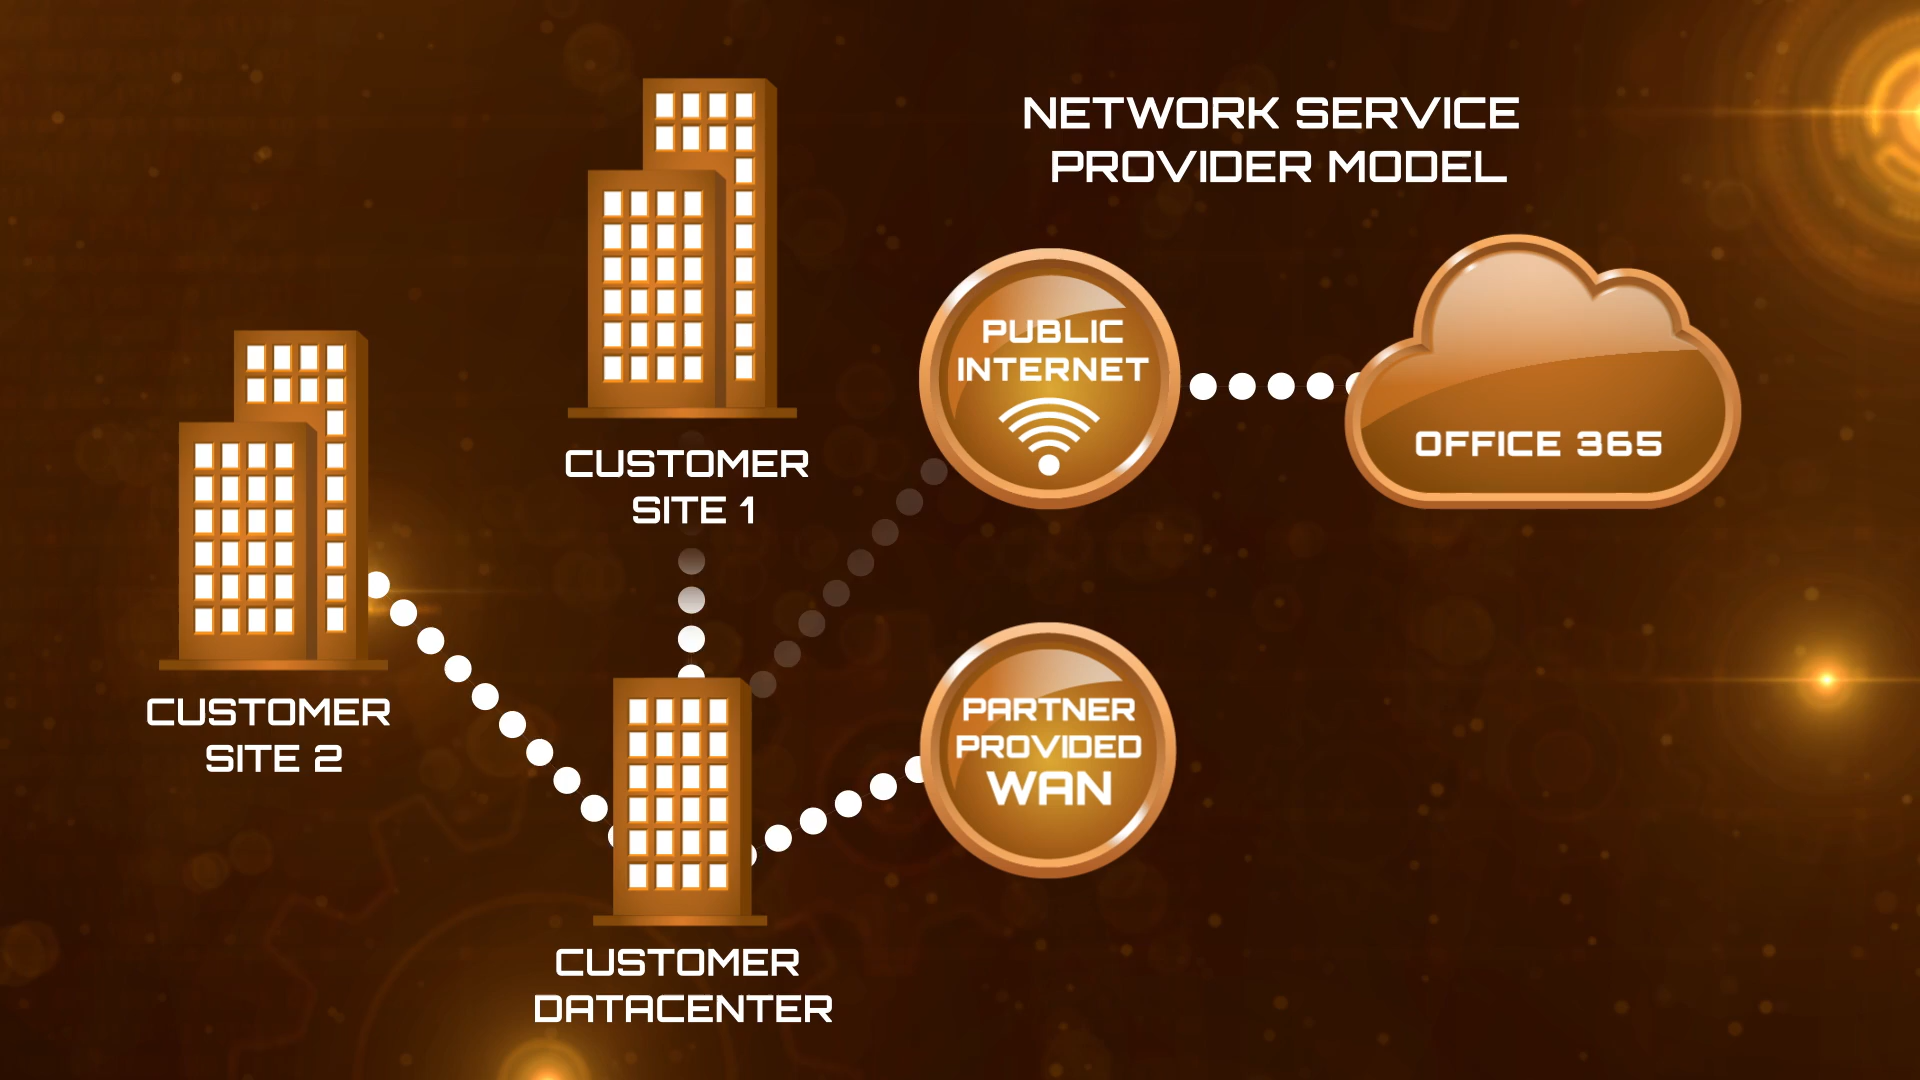 NETWORK SERVICE
PROVIDER MODEL
PUBLIC
INTERNET
OFFICE 365
CUSTOMER
SITE 1
CUSTOMER
SITE 2
PARTNER
PROVIDED
WAN
CUSTOMER
DATACENTER